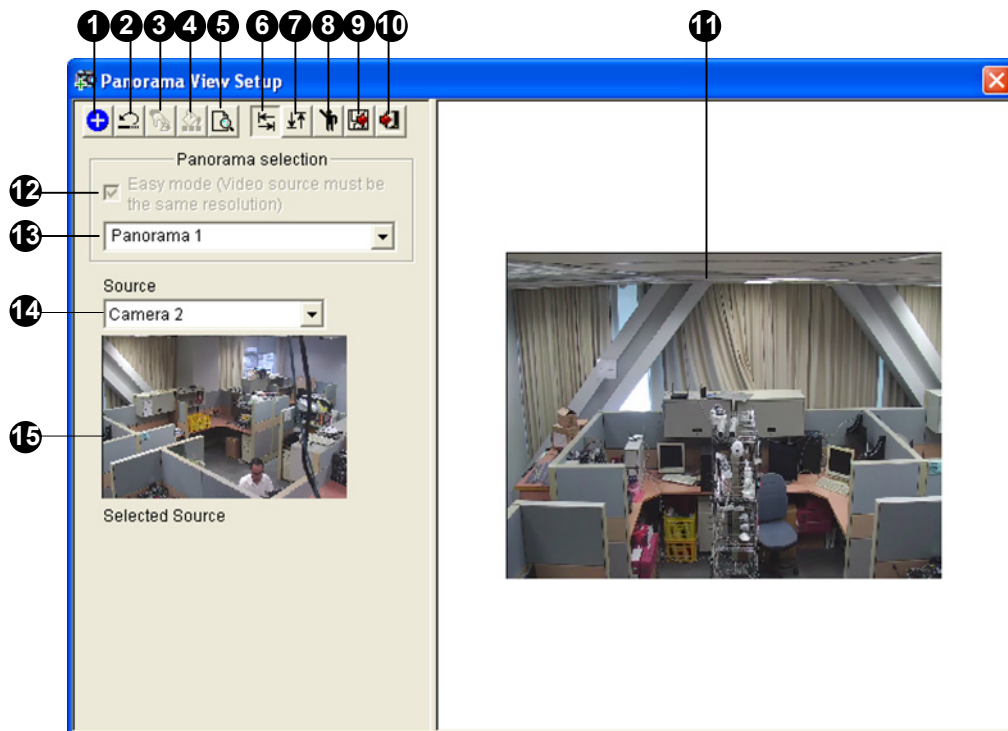 1 2 3 4 5 6 7 8 9 10 11
Panorama View Setup
Panorama selection
12
Easy mode (Video source must be
the same resolution)
13
Panorama 1
Source
14
Camera 2
15
Selected Source